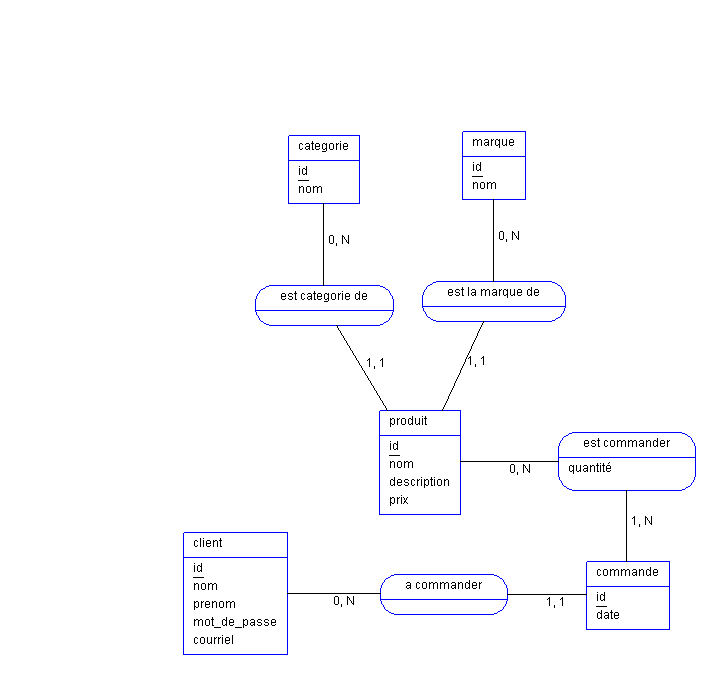 categorie
id
nom
marque
id
nom
0, N
0, N
est categorie de
est la marque de
1, 1
1, 1
produit
id
nom
description
prix
0, N
est commander
quantité
1, N
client
id
nom
prenom
mot_de_passe
courriel
0, N
a commander
1, 1
commande
id
date